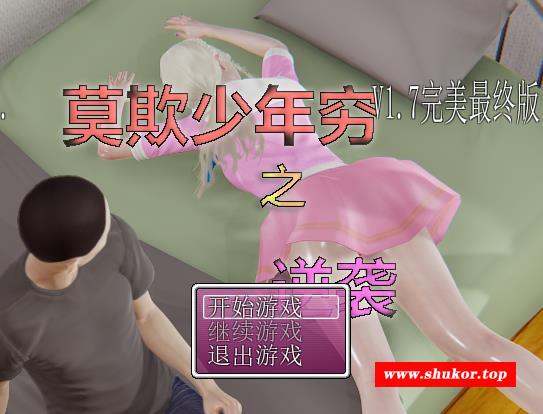 莫欺少年穷
V1.7完美最终版
之
逆袭
开始游戏
继续游戏
退出游戏
www.shukor.top